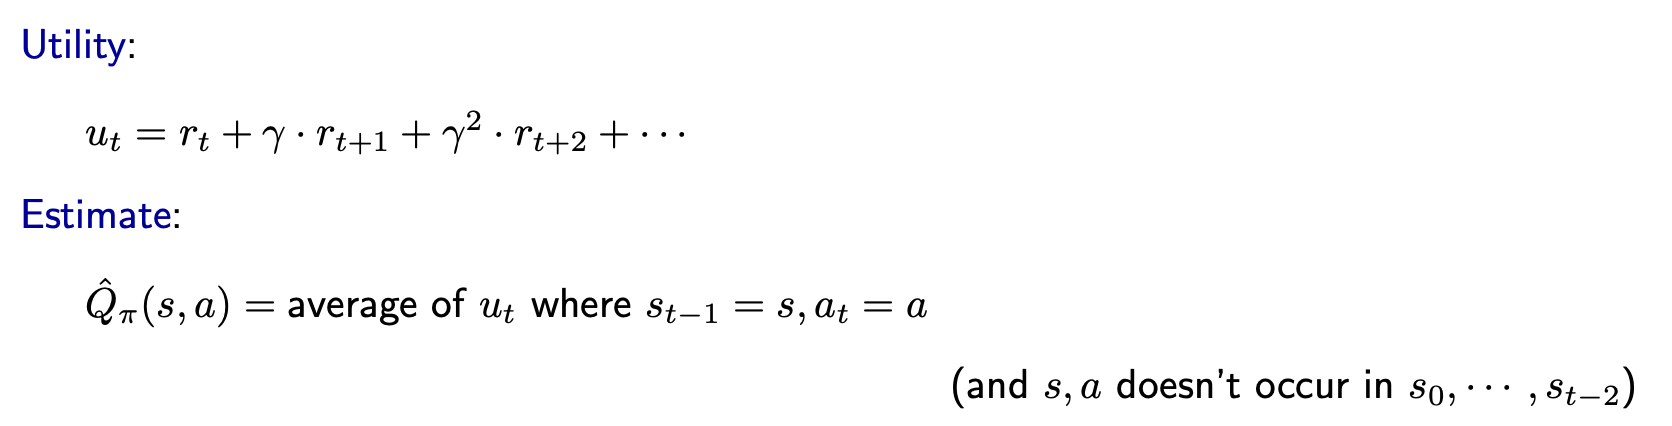 Utility:
u_t = r_t + γ · r_{t+1} + γ² · r_{t+2} + ···
Estimate:
Q̂_π(s, a) = average of u_t where s_{t−1} = s, a_t = a
(and s, a doesn't occur in s_0, ··· , s_{t−2})